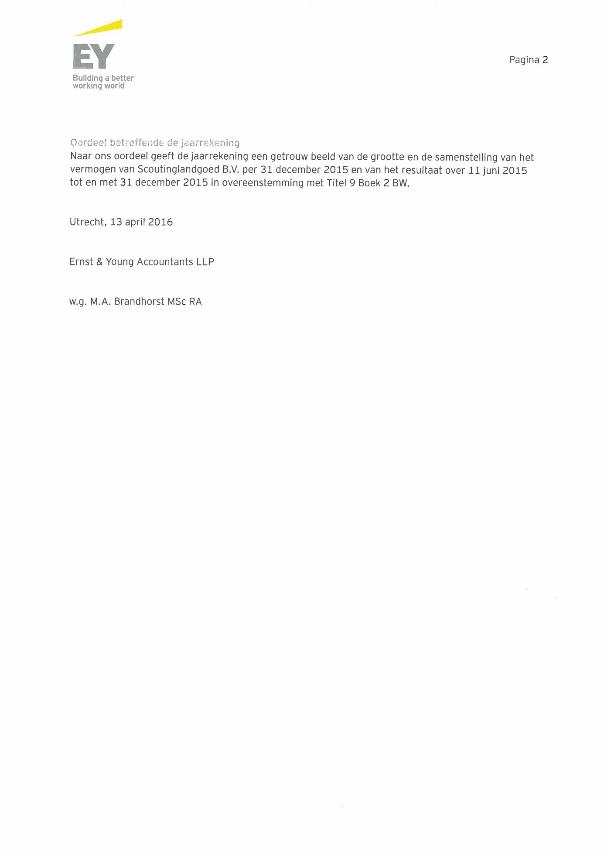 EY
Building a better
working world
Pagina 2
Oordeel betreffende de jaarrekening
Naar ons oordeel geeft de jaarrekening een getrouw beeld van de grootte en de samenstelling van het
vermogen van Scoutinglandgoed B.V. per 31 december 2015 en van het resultaat over 11 juni 2015
tot en met 31 december 2015 in overeenstemming met Titel 9 Boek 2 BW.
Utrecht, 13 april 2016
Ernst & Young Accountants LLP
w.g. M.A. Brandhorst MSc RA